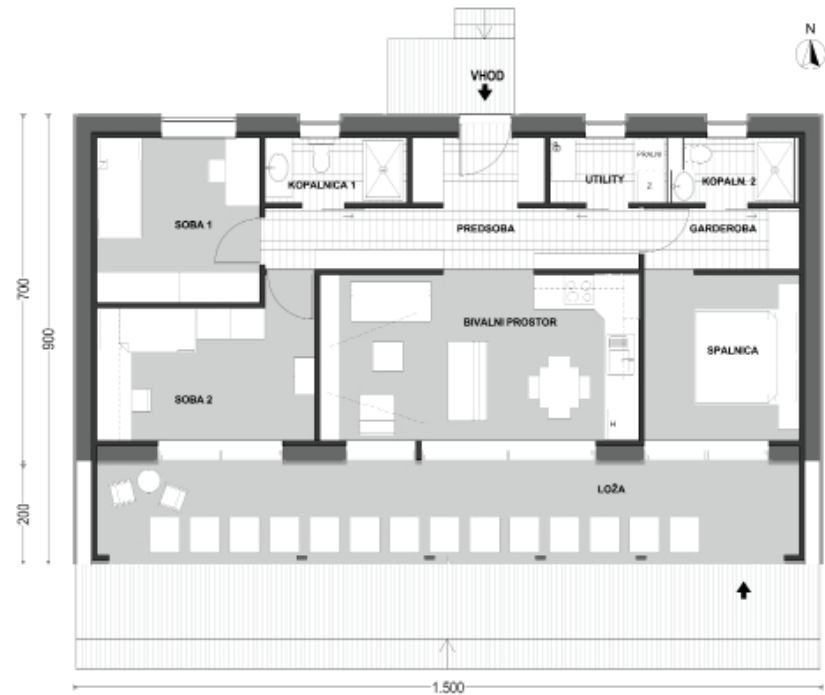 N
VHOD
PRALNI
UTILITY
Z
KOPALNICA 1
KOPALN. 2
SOBA 1
PREDSOBA
GARDEROBA
700
900
BIVALNI PROSTOR
SPALNICA
SOBA 2
H
LOŽA
200
1.500